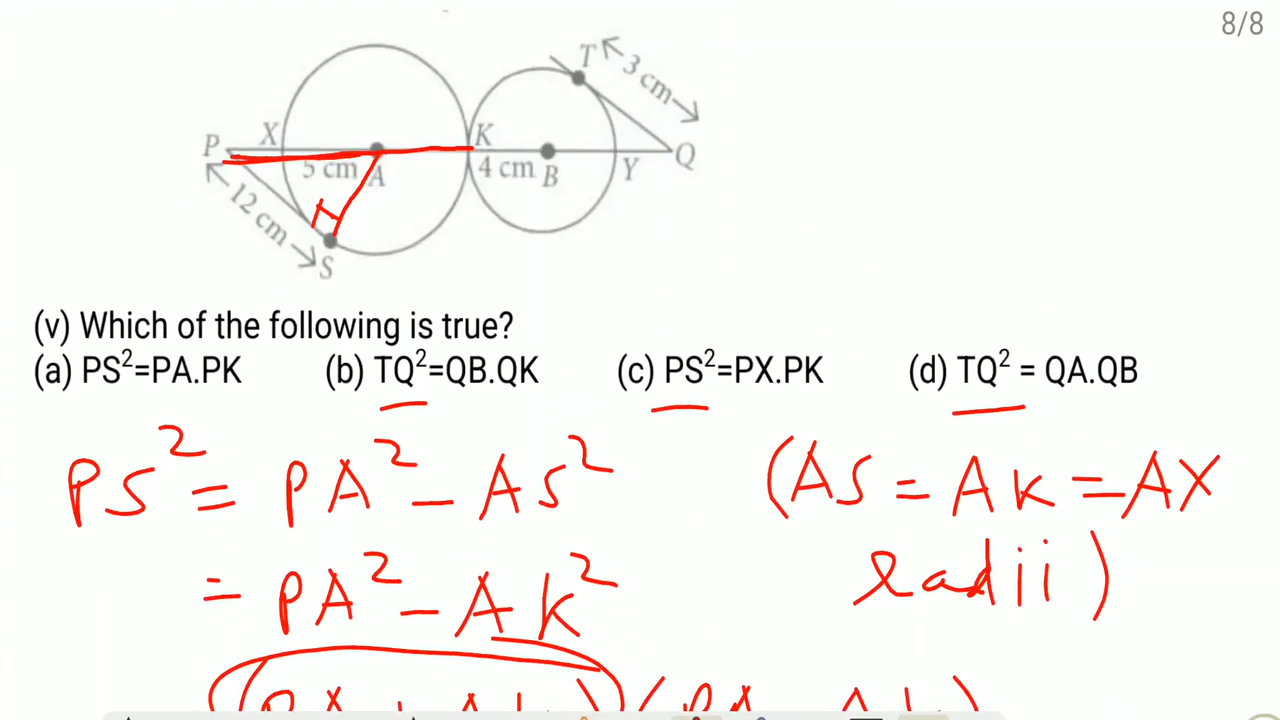 8/8
T 3 cm
P X K Q
5 cm A 4 cm B Y
12 cm
S
(v) Which of the following is true?
(a) PS²=PA.PK (b) TQ²=QB.QK (c) PS²=PX.PK (d) TQ² = QA.QB
PS² = PA² - AS² (AS = AK = AX
= PA² - AK² radii)